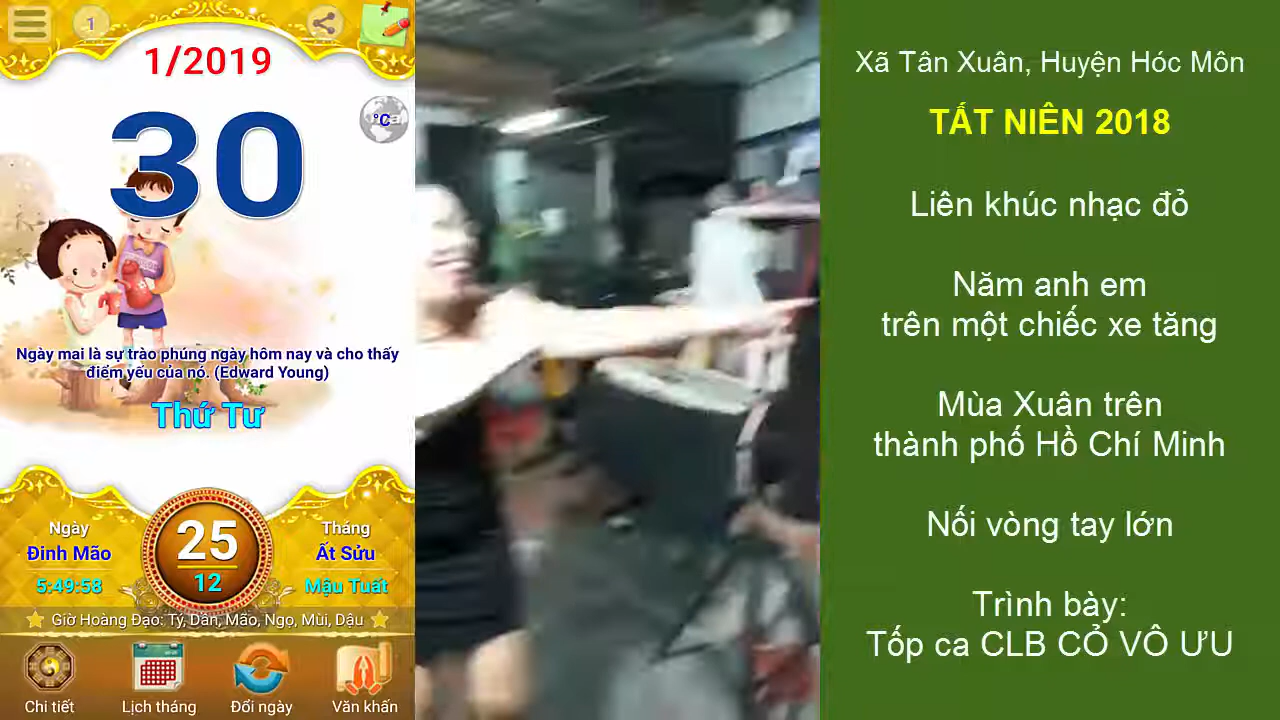 1
1/2019
30
°C
Ngày mai là sự trào phúng ngày hôm nay và cho thấy
điểm yếu của nó. (Edward Young)
Thứ Tư
Ngày
Đinh Mão
5:49:58
25
12
Tháng
Ất Sửu
Mậu Tuất
Giờ Hoàng Đạo: Tý, Dần, Mão, Ngọ, Mùi, Dậu
Chi tiết
Lịch tháng
Đổi ngày
Văn khấn
Xã Tân Xuân, Huyện Hóc Môn
TẤT NIÊN 2018
Liên khúc nhạc đỏ
Năm anh em
trên một chiếc xe tăng
Mùa Xuân trên
thành phố Hồ Chí Minh
Nối vòng tay lớn
Trình bày:
Tốp ca CLB CỎ VÔ ƯU